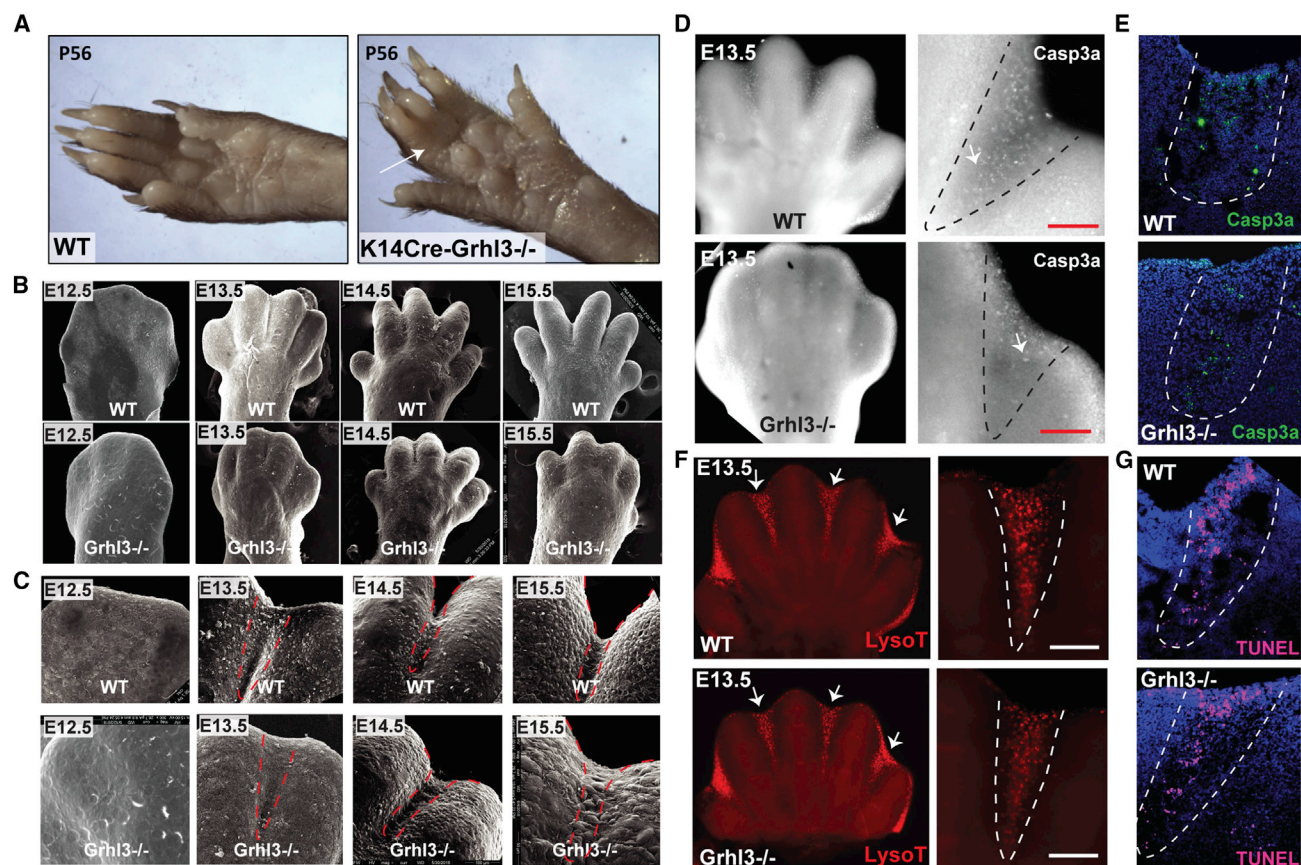 A
P56
WT
P56
K14Cre-Grhl3-/-
B
E12.5
WT
E13.5
WT
E14.5
WT
E15.5
WT
E12.5
Grhl3-/-
E13.5
Grhl3-/-
E14.5
Grhl3-/-
E15.5
Grhl3-/-
C
E12.5
WT
E13.5
WT
E14.5
WT
E15.5
WT
E12.5
Grhl3-/-
E13.5
Grhl3-/-
E14.5
Grhl3-/-
E15.5
Grhl3-/-
D
E13.5
WT
Casp3a
E13.5
Grhl3-/-
Casp3a
E
WT
Casp3a
Grhl3-/-
Casp3a
F
E13.5
WT
LysoT
E13.5
Grhl3-/-
LysoT
G
WT
TUNEL
Grhl3-/-
TUNEL